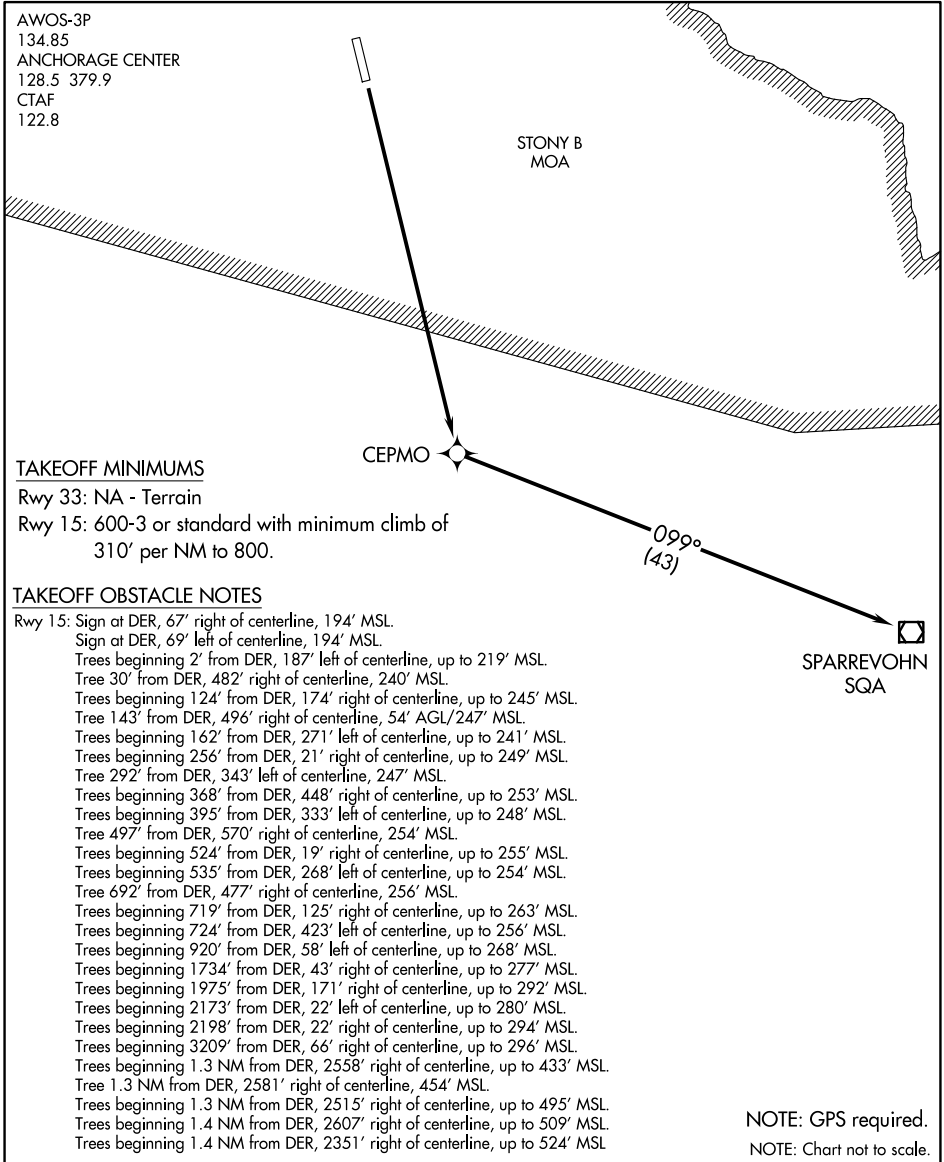 AWOS-3P
134.85
ANCHORAGE CENTER
128.5 379.9
CTAF
122.8
STONY B
MOA
CEPMO
099°
(43)
SPARREVOHN
SQA
TAKEOFF MINIMUMS
Rwy 33: NA - Terrain
Rwy 15: 600-3 or standard with minimum climb of
310' per NM to 800.
TAKEOFF OBSTACLE NOTES
Rwy 15: Sign at DER, 67' right of centerline, 194' MSL.
Sign at DER, 69' left of centerline, 194' MSL.
Trees beginning 2' from DER, 187' left of centerline, up to 219' MSL.
Tree 30' from DER, 482' right of centerline, 240' MSL.
Trees beginning 124' from DER, 174' right of centerline, up to 245' MSL.
Tree 143' from DER, 496' right of centerline, 54' AGL/247' MSL.
Trees beginning 162' from DER, 271' left of centerline, up to 241' MSL.
Trees beginning 256' from DER, 21' right of centerline, up to 249' MSL.
Tree 292' from DER, 343' left of centerline, 247' MSL.
Trees beginning 368' from DER, 448' right of centerline, up to 253' MSL.
Trees beginning 395' from DER, 333' left of centerline, up to 248' MSL.
Tree 497' from DER, 570' right of centerline, 254' MSL.
Trees beginning 524' from DER, 19' right of centerline, up to 255' MSL.
Trees beginning 535' from DER, 268' left of centerline, up to 254' MSL.
Tree 692' from DER, 477' right of centerline, 256' MSL.
Trees beginning 719' from DER, 125' right of centerline, up to 263' MSL.
Trees beginning 724' from DER, 423' left of centerline, up to 256' MSL.
Trees beginning 920' from DER, 58' left of centerline, up to 268' MSL.
Trees beginning 1734' from DER, 43' right of centerline, up to 277' MSL.
Trees beginning 1975' from DER, 171' right of centerline, up to 292' MSL.
Trees beginning 2173' from DER, 22' left of centerline, up to 280' MSL.
Trees beginning 2198' from DER, 22' right of centerline, up to 294' MSL.
Trees beginning 3209' from DER, 66' right of centerline, up to 296' MSL.
Trees beginning 1.3 NM from DER, 2558' right of centerline, up to 433' MSL.
Tree 1.3 NM from DER, 2581' right of centerline, 454' MSL.
Trees beginning 1.3 NM from DER, 2515' right of centerline, up to 495' MSL.
Trees beginning 1.4 NM from DER, 2607' right of centerline, up to 509' MSL.
Trees beginning 1.4 NM from DER, 2351' right of centerline, up to 524' MSL
NOTE: GPS required.
NOTE: Chart not to scale.